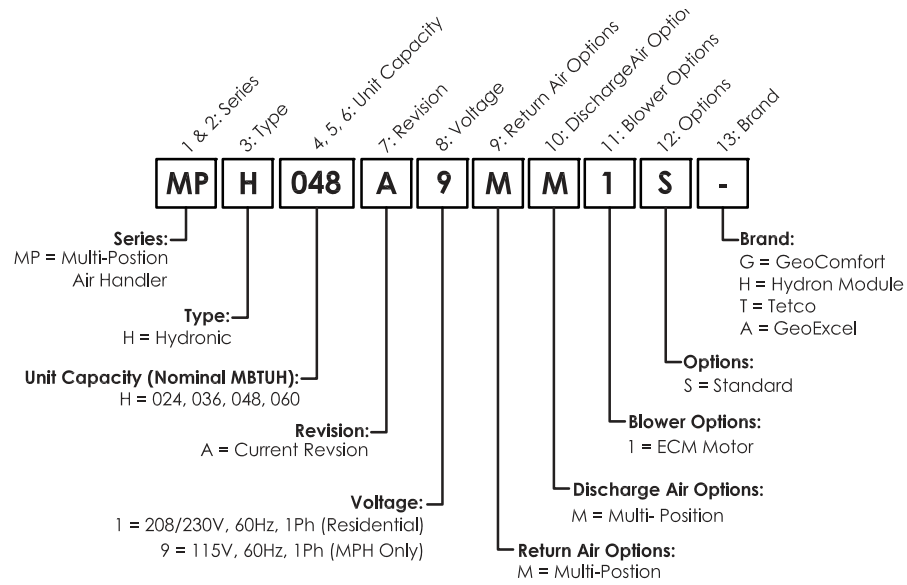 1 & 2: Series
3: Type
4, 5, 6: Unit Capacity
7: Revision
8: Voltage
9: Return Air Options
10: DischargeAir Option
11: Blower Options
12: Options
13: Brand
MP H 048 A 9 M M 1 S -
Series:
MP = Multi-Postion
Air Handler
Type:
H = Hydronic
Unit Capacity (Nominal MBTUH):
H = 024, 036, 048, 060
Revision:
A = Current Revsion
Voltage:
1 = 208/230V, 60Hz, 1Ph (Residential)
9 = 115V, 60Hz, 1Ph (MPH Only)
Brand:
G = GeoComfort
H = Hydron Module
T = Tetco
A = GeoExcel
Options:
S = Standard
Blower Options:
1 = ECM Motor
Discharge Air Options:
M = Multi- Position
Return Air Options:
M = Multi-Postion